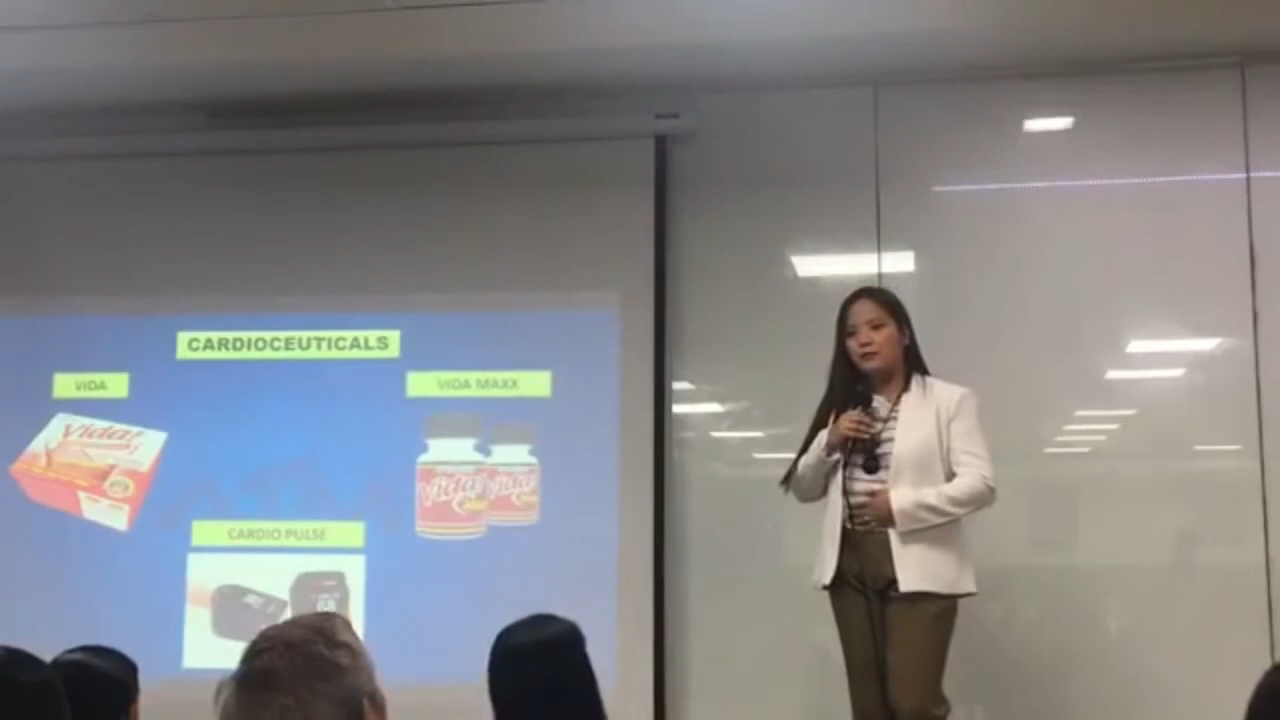 CARDIOCEUTICALS
VIDA
VIDA MAXX
Vida!
Vida!
Vida!
CARDIO PULSE